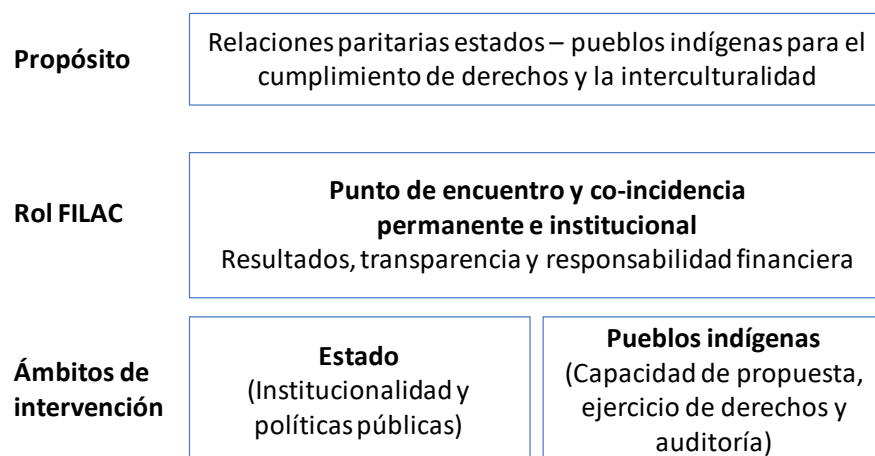 Propósito
Relaciones paritarias estados – pueblos indígenas para el
cumplimiento de derechos y la interculturalidad
Rol FILAC
Punto de encuentro y co-incidencia
permanente e institucional
Resultados, transparencia y responsabilidad financiera
Ámbitos de
intervención
Estado
(Institucionalidad y
políticas públicas)
Pueblos indígenas
(Capacidad de propuesta,
ejercicio de derechos y
auditoría)